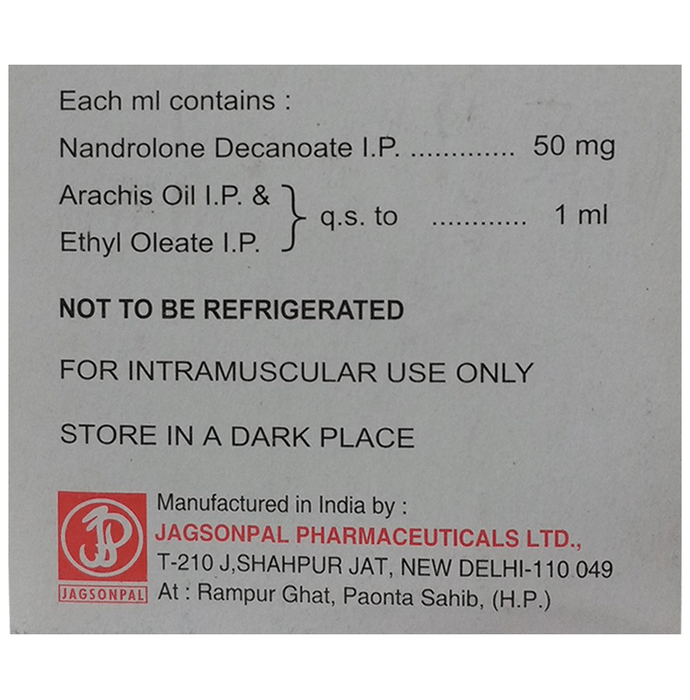 Each ml contains :
Nandrolone Decanoate I.P. ............. 50 mg
Arachis Oil I.P. &
Ethyl Oleate I.P. } q.s. to ............ 1 ml
NOT TO BE REFRIGERATED
FOR INTRAMUSCULAR USE ONLY
STORE IN A DARK PLACE
JAGSONPAL
Manufactured in India by :
JAGSONPAL PHARMACEUTICALS LTD.,
T-210 J,SHAHPUR JAT, NEW DELHI-110 049
At : Rampur Ghat, Paonta Sahib, (H.P.)